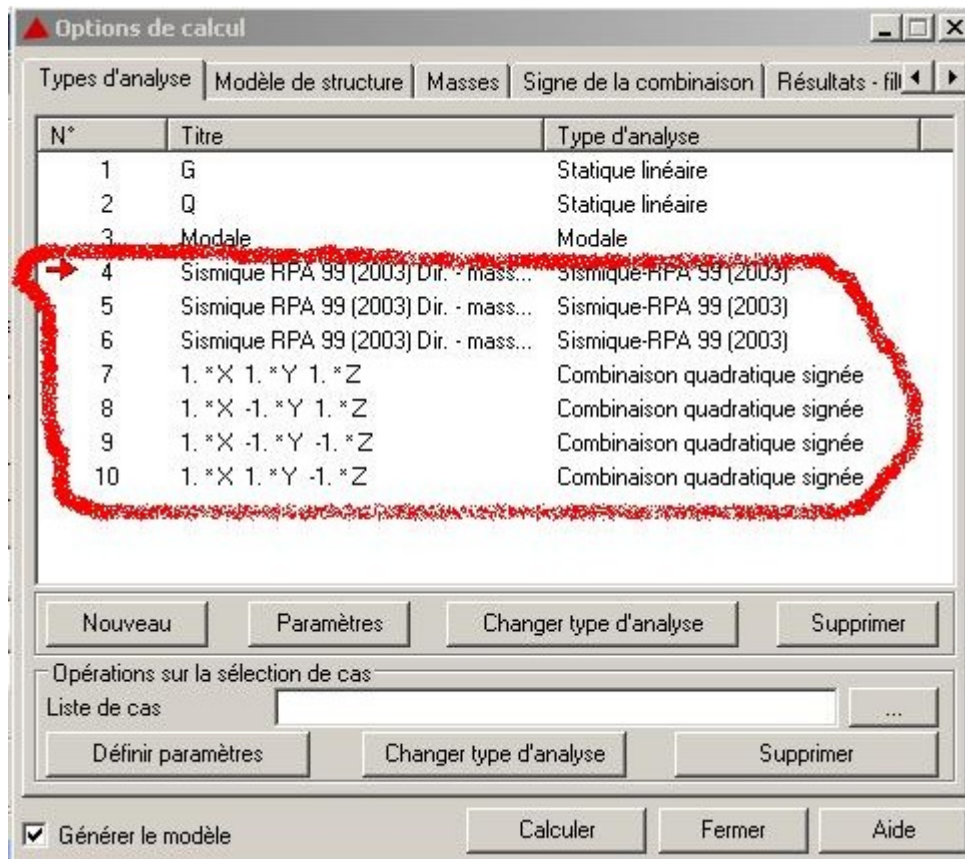 Options de calcul
Types d'analyse Modèle de structure Masses Signe de la combinaison Résultats - fill
N° Titre Type d'analyse
1 G Statique linéaire
2 Q Statique linéaire
3 Modale Modale
4 Sismique RPA 99 (2003) Dir. - mass... Sismique-RPA 99 (2003)
5 Sismique RPA 99 (2003) Dir. - mass... Sismique-RPA 99 (2003)
6 Sismique RPA 99 (2003) Dir. - mass... Sismique-RPA 99 (2003)
7 1. *X 1. *Y 1. *Z Combinaison quadratique signée
8 1. *X -1. *Y 1. *Z Combinaison quadratique signée
9 1. *X -1. *Y -1. *Z Combinaison quadratique signée
10 1. *X 1. *Y -1. *Z Combinaison quadratique signée
Nouveau Paramètres Changer type d'analyse Supprimer
Opérations sur la sélection de cas
Liste de cas ...
Définir paramètres Changer type d'analyse Supprimer
Générer le modèle Calculer Fermer Aide